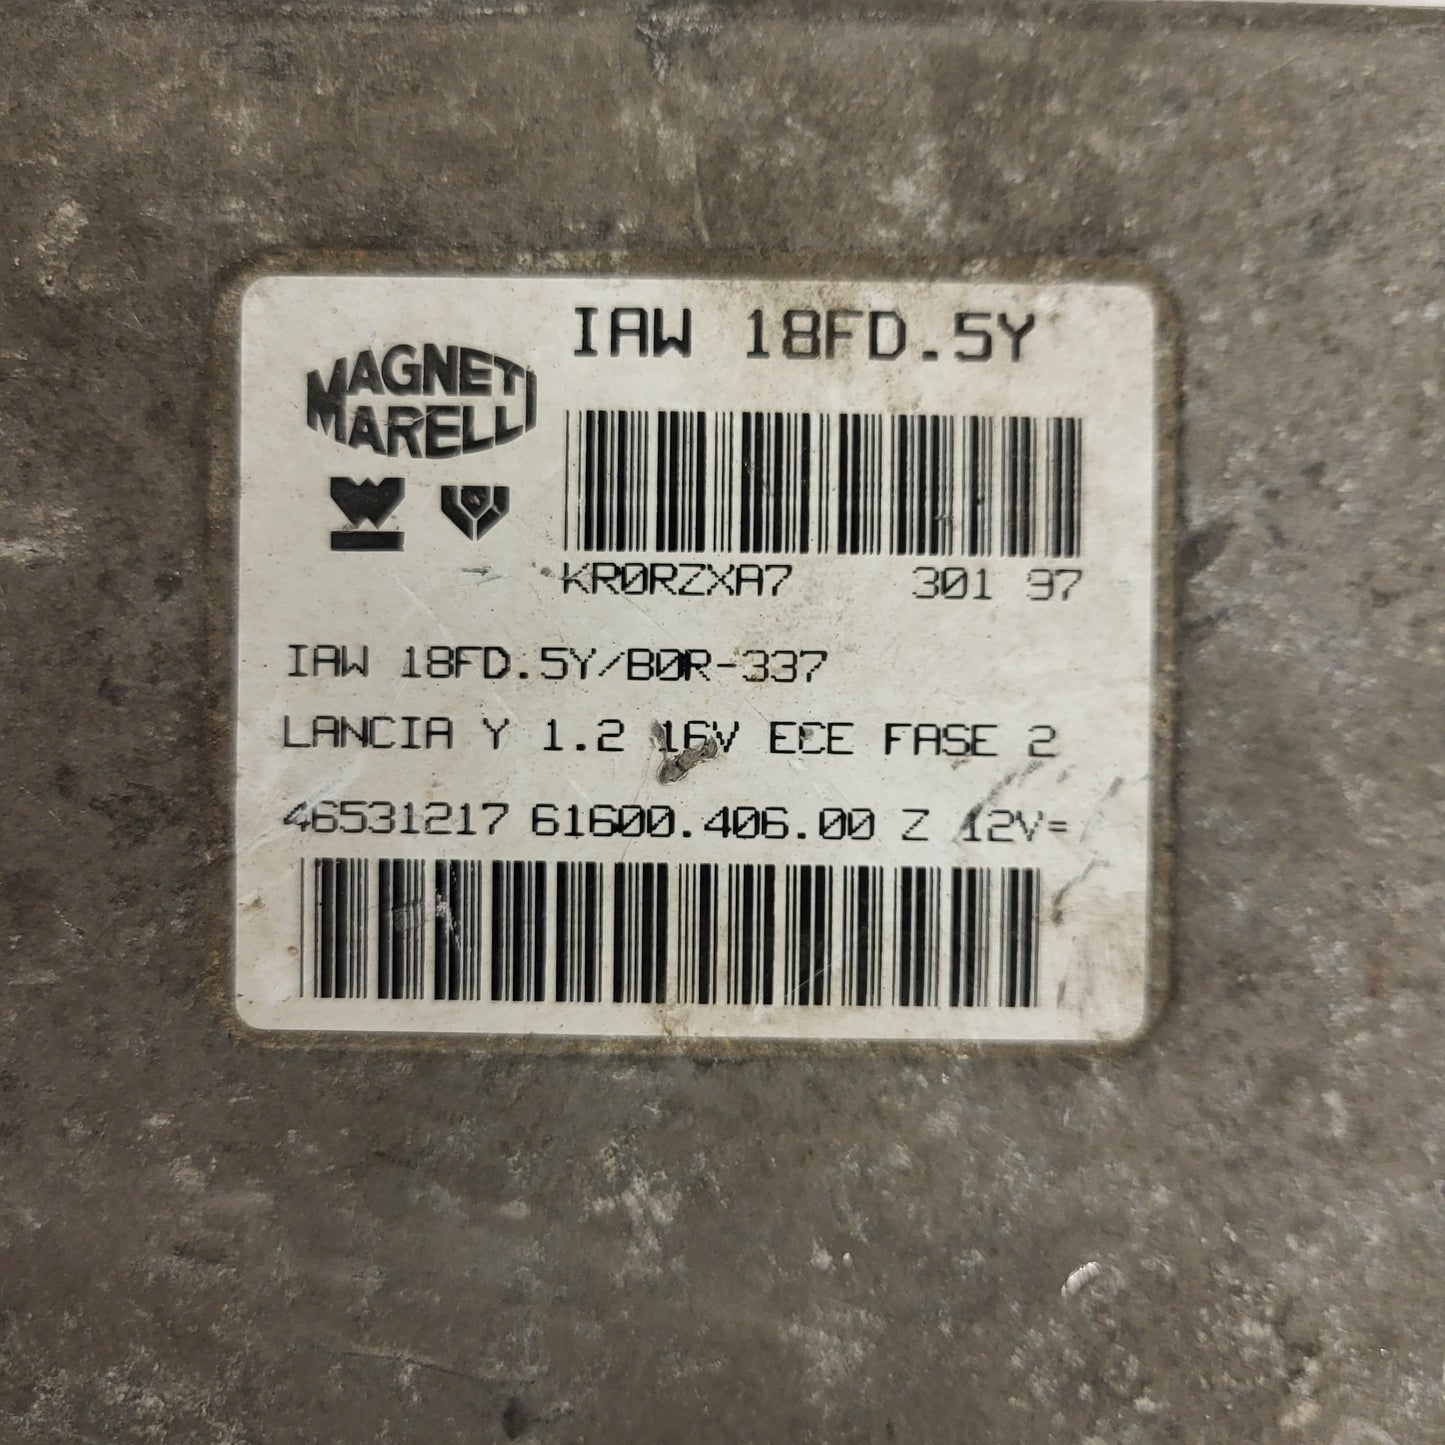 IAW 18FD.5Y
MAGNETI
MARELLI
KR0RZXA7 301 97
IAW 18FD.5Y/B0R-337
LANCIA Y 1.2 16V ECE FASE 2
46531217 61600.406.00 Z 12V=